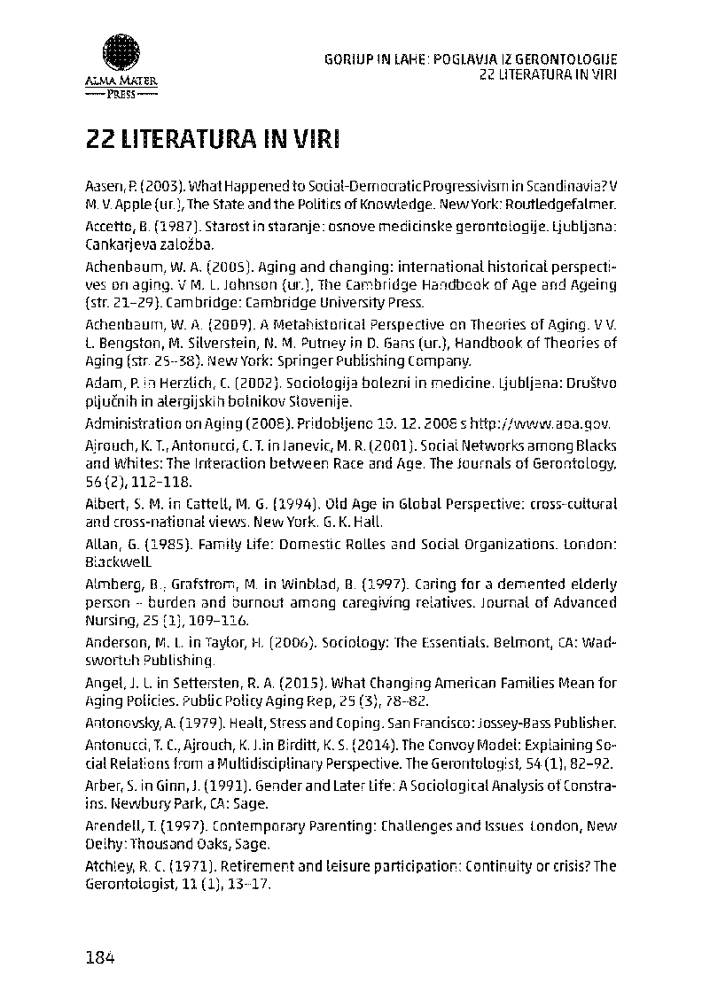 ALMA MATER
PRESS
GORIUP IN LAHE: POGLAVJA IZ GERONTOLOGIJE
22 LITERATURA IN VIRI
22 LITERATURA IN VIRI
Aasen, P. (2003). What Happened to Social-Democratic Progressivism in Scandinavia? V
M. V. Apple (ur.), The State and the Politics of Knowledge. New York: Routledgefalmer.
Accetto, B. (1987). Starost in staranje: osnove medicinske gerontologije. Ljubljana:
Cankarjeva založba.
Achenbaum, W. A. (2005). Aging and changing: international historical perspecti-
ves on aging. V M. L. Johnson (ur.), The Cambridge Handbook of Age and Ageing
(str. 21–29). Cambridge: Cambridge University Press.
Achenbaum, W. A. (2009). A Metahistorical Perspective on Theories of Aging. V V.
L. Bengston, M. Silverstein, N. M. Putney in D. Gans (ur.), Handbook of Theories of
Aging (str. 25–38). New York: Springer Publishing Company.
Adam, P. in Herzlich, C. (2002). Sociologija bolezni in medicine. Ljubljana: Društvo
pljučnih in alergijskih bolnikov Slovenije.
Administration on Aging (2008). Pridobljeno 10. 12. 2008 s http://www.aoa.gov.
Ajrouch, K. T., Antonucci, C. T. in Janevic, M. R. (2001). Social Networks among Blacks
and Whites: The Interaction between Race and Age. The Journals of Gerontology,
56 (2), 112–118.
Albert, S. M. in Cattell, M. G. (1994). Old Age in Global Perspective: cross-cultural
and cross-national views. New York. G. K. Hall.
Allan, G. (1985). Family Life: Domestic Rolles and Social Organizations. London:
Blackwell.
Almberg, B., Grafstrom, M. in Winblad, B. (1997). Caring for a demented elderly
person – burden and burnout among caregiving relatives. Journal of Advanced
Nursing, 25 (1), 109–116.
Anderson, M. L. in Taylor, H. (2006). Sociology: The Essentials. Belmont, CA: Wad-
swortuh Publishing.
Angel, J. L. in Settersten, R. A. (2015). What Changing American Families Mean for
Aging Policies. Public Policy Aging Rep, 25 (3), 78–82.
Antonovsky, A. (1979). Healt, Stress and Coping. San Francisco: Jossey-Bass Publisher.
Antonucci, T. C., Ajrouch, K. J.in Birditt, K. S. (2014). The Convoy Model: Explaining So-
cial Relations from a Multidisciplinary Perspective. The Gerontologist, 54 (1), 82–92.
Arber, S. in Ginn, J. (1991). Gender and Later Life: A Sociological Analysis of Constra-
ins. Newbury Park, CA: Sage.
Arendell, T. (1997). Contemporary Parenting: Challenges and Issues. London, New
Delhy: Thousand Oaks, Sage.
Atchley, R. C. (1971). Retirement and leisure participation: Continuity or crisis? The
Gerontologist, 11 (1), 13–17.
184